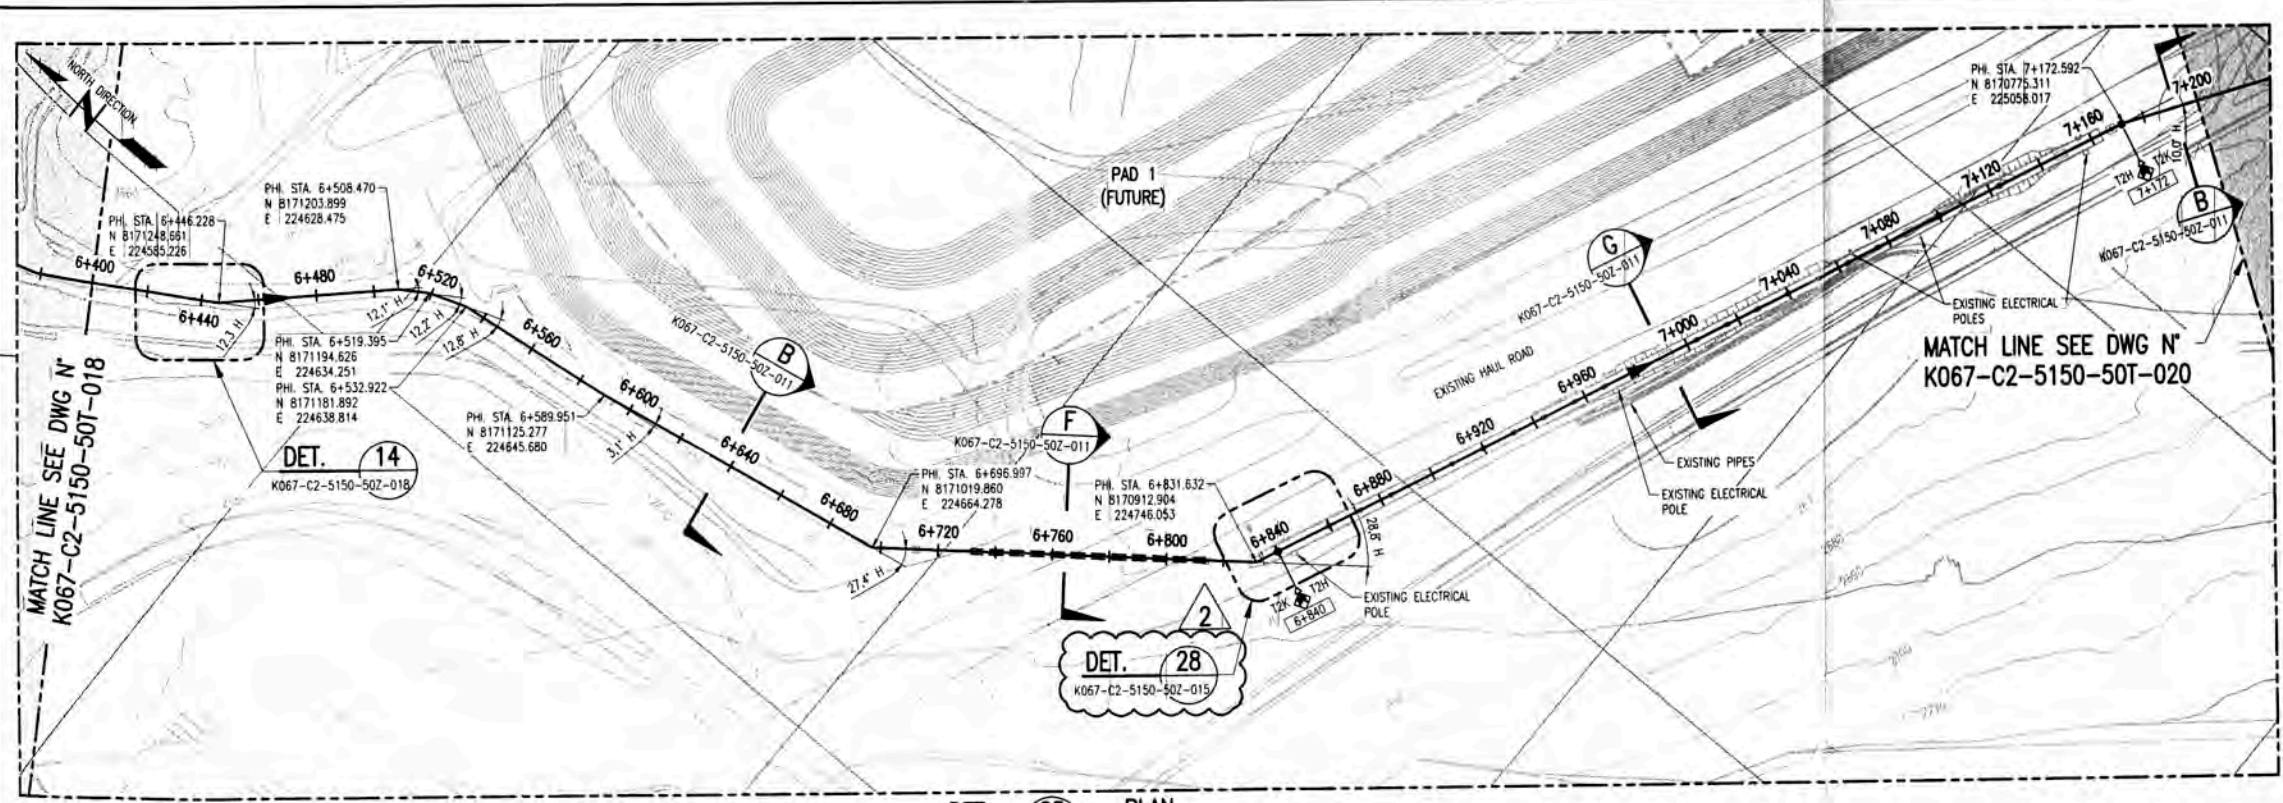 NORTH DIRECTION
N
PHI. STA. 6+446.228
N 8171248.661
E 224585.226
PHI. STA. 6+508.470
N 8171203.899
E 224628.475
6+400
6+440
6+480
6+520
12.3 H
12,1° H
12,2° H
12,8° H
PHI. STA. 6+519.395
N 8171194.626
E 224634.251
PHI. STA. 6+532.922
N 8171181.892
E 224638.814
MATCH LINE SEE DWG N°
K067-C2-5150-50T-018
DET. 14
K067-C2-5150-50Z-018
6+560
PHI. STA. 6+589.951
N 8171125.277
E 224645.680
6+600
3,1° H
6+640
6+680
B
K067-C2-5150-50Z-011
PAD 1
(FUTURE)
F
K067-C2-5150-50Z-011
PHI. STA. 6+696.997
N 8171019.860
E 224664.278
27.4° H
6+720
6+760
6+800
PHI. STA. 6+831.632
N 8170912.904
E 224746.053
6+840
6+880
28,8° H
T2K T2H
6+840
EXISTING ELECTRICAL
POLE
2
DET. 28
K067-C2-5150-50Z-015
EXISTING HAUL ROAD
6+920
6+960
7+000
G
K067-C2-5150-50Z-011
EXISTING PIPES
EXISTING ELECTRICAL
POLE
7+040
7+080
7+120
7+160
7+200
PHI. STA. 7+172.592
N 8170775.311
E 225058.017
10,0° H
T2H T2K
7+172
B
K067-C2-5150-50Z-011
EXISTING ELECTRICAL
POLES
MATCH LINE SEE DWG N°
K067-C2-5150-50T-020
2680
2690
2700
2710
PLAN